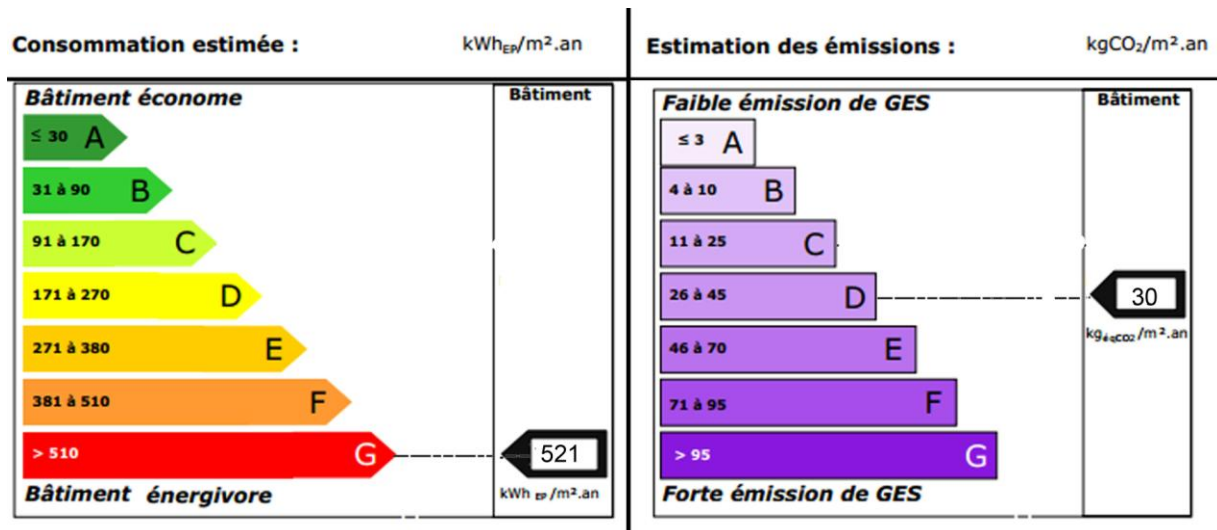 Consommation estimée :
kWhEP/m².an
Bâtiment économe
Bâtiment
≤ 30 A
31 à 90 B
91 à 170 C
171 à 270 D
271 à 380 E
381 à 510 F
> 510 G
521
kWh EP /m².an
Bâtiment énergivore
Estimation des émissions :
kgCO₂/m².an
Faible émission de GES
Bâtiment
≤ 3 A
4 à 10 B
11 à 25 C
26 à 45 D
30
kgéqCO2/m².an
46 à 70 E
71 à 95 F
> 95 G
Forte émission de GES